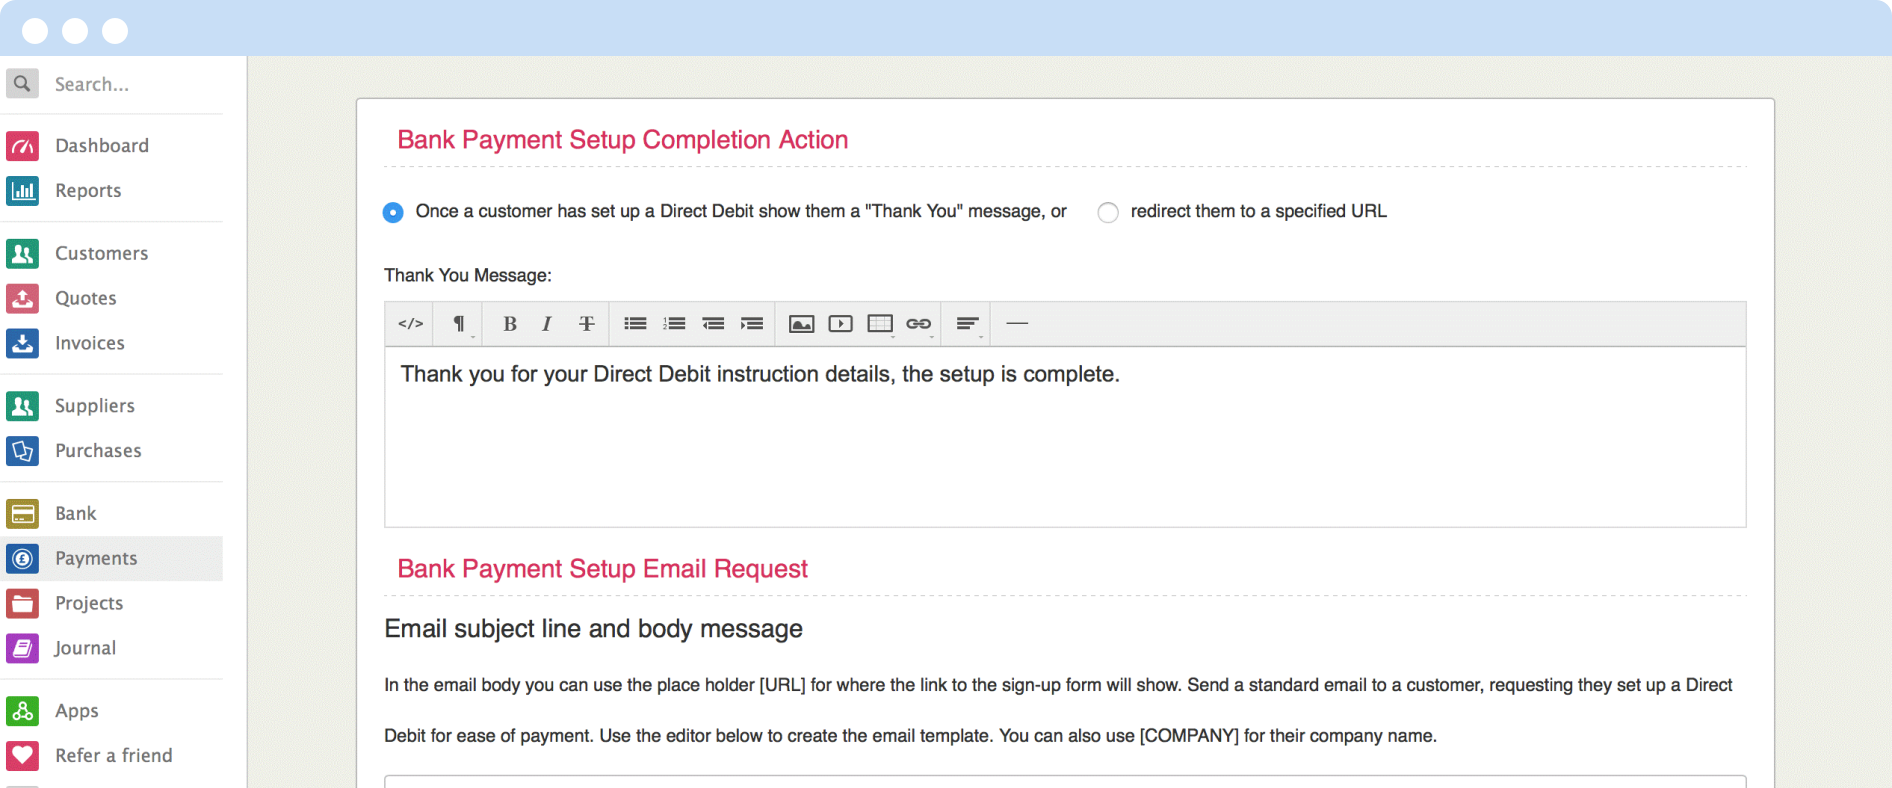 Search...
Dashboard
Reports
Customers
Quotes
Invoices
Suppliers
Purchases
Bank
Payments
Projects
Journal
Apps
Refer a friend
Bank Payment Setup Completion Action
Once a customer has set up a Direct Debit show them a "Thank You" message, or
redirect them to a specified URL
Thank You Message:
Thank you for your Direct Debit instruction details, the setup is complete.
Bank Payment Setup Email Request
Email subject line and body message
In the email body you can use the place holder [URL] for where the link to the sign-up form will show. Send a standard email to a customer, requesting they set up a Direct
Debit for ease of payment. Use the editor below to create the email template. You can also use [COMPANY] for their company name.